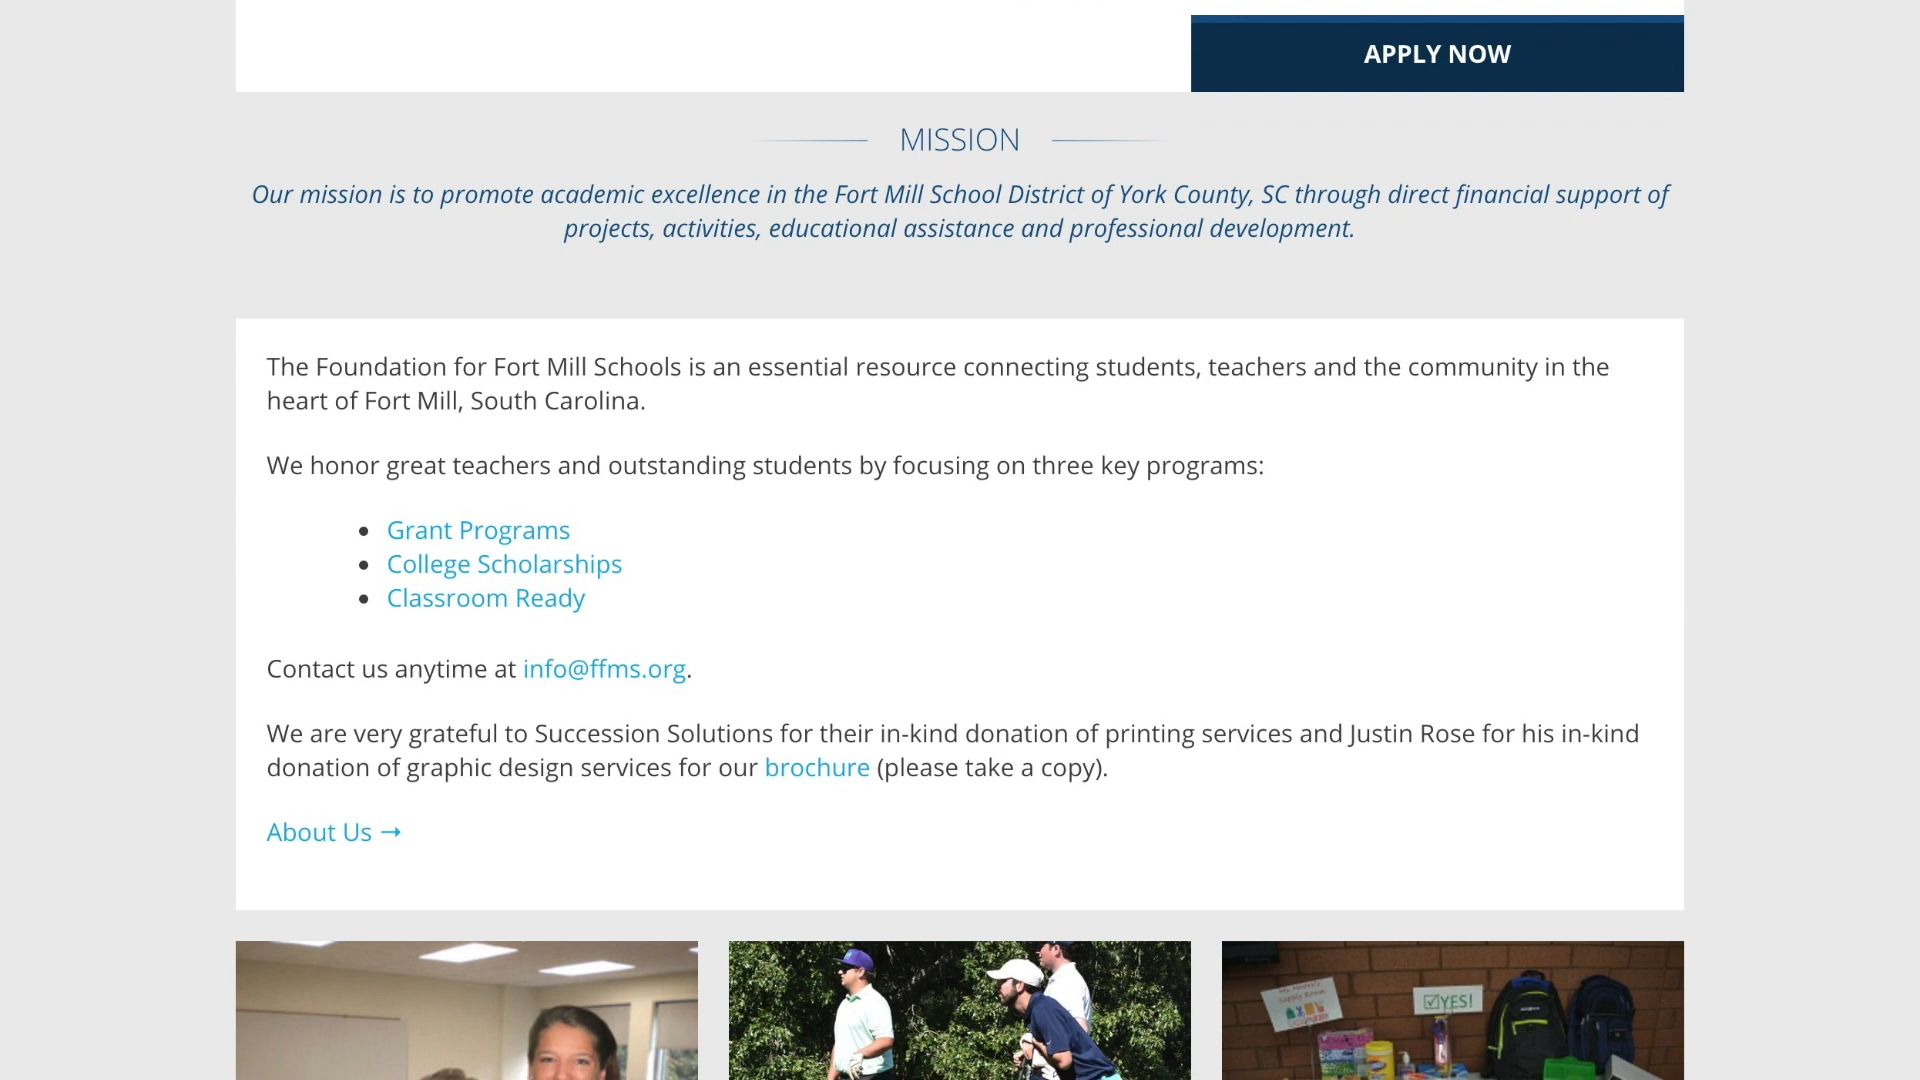 APPLY NOW
MISSION
Our mission is to promote academic excellence in the Fort Mill School District of York County, SC through direct financial support of
projects, activities, educational assistance and professional development.
The Foundation for Fort Mill Schools is an essential resource connecting students, teachers and the community in the
heart of Fort Mill, South Carolina.
We honor great teachers and outstanding students by focusing on three key programs:
• Grant Programs
• College Scholarships
• Classroom Ready
Contact us anytime at info@ffms.org.
We are very grateful to Succession Solutions for their in-kind donation of printing services and Justin Rose for his in-kind
donation of graphic design services for our brochure (please take a copy).
About Us →
Supply Room
YES!